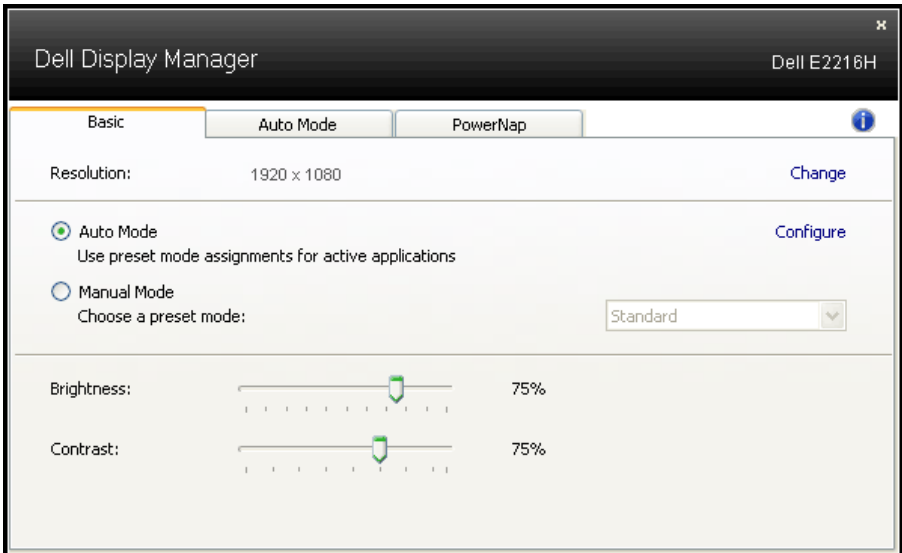 x
Dell Display Manager
Dell E2216H
Basic
Auto Mode
PowerNap
i
Resolution:
1920 x 1080
Change
Auto Mode
Configure
Use preset mode assignments for active applications
Manual Mode
Choose a preset mode:
Standard
Brightness:
75%
Contrast:
75%